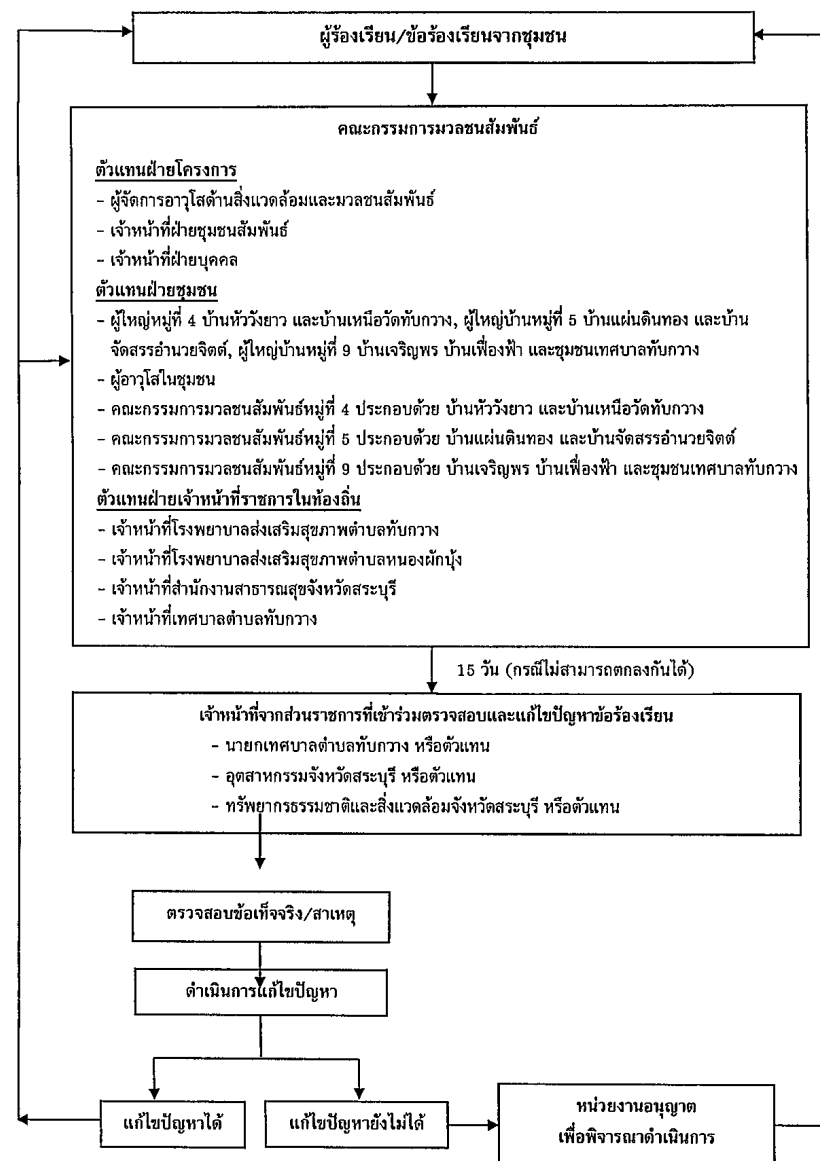 ผู้ร้องเรียน/ข้อร้องเรียนจากชุมชน
คณะกรรมการมวลชนสัมพันธ์
ตัวแทนฝ่ายโครงการ
- ผู้จัดการอาวุโสด้านสิ่งแวดล้อมและมวลชนสัมพันธ์
- เจ้าหน้าที่ฝ่ายชุมชนสัมพันธ์
- เจ้าหน้าที่ฝ่ายบุคคล
ตัวแทนฝ่ายชุมชน
- ผู้ใหญ่หมู่ที่ 4 บ้านหัววังยาว และบ้านเหนือวัดทับกวาง, ผู้ใหญ่บ้านหมู่ที่ 5 บ้านแผ่นดินทอง และบ้าน
จัดสรรอำนวยจิตต์, ผู้ใหญ่บ้านหมู่ที่ 9 บ้านเจริญพร บ้านเฟื่องฟ้า และชุมชนเทศบาลทับกวาง
- ผู้อาวุโสในชุมชน
- คณะกรรมการมวลชนสัมพันธ์หมู่ที่ 4 ประกอบด้วย บ้านหัววังยาว และบ้านเหนือวัดทับกวาง
- คณะกรรมการมวลชนสัมพันธ์หมู่ที่ 5 ประกอบด้วย บ้านแผ่นดินทอง และบ้านจัดสรรอำนวยจิตต์
- คณะกรรมการมวลชนสัมพันธ์หมู่ที่ 9 ประกอบด้วย บ้านเจริญพร บ้านเฟื่องฟ้า และชุมชนเทศบาลทับกวาง
ตัวแทนฝ่ายเจ้าหน้าที่ราชการในท้องถิ่น
- เจ้าหน้าที่โรงพยาบาลส่งเสริมสุขภาพตำบลทับกวาง
- เจ้าหน้าที่โรงพยาบาลส่งเสริมสุขภาพตำบลหนองผักบุ้ง
- เจ้าหน้าที่สำนักงานสาธารณสุขจังหวัดสระบุรี
- เจ้าหน้าที่เทศบาลตำบลทับกวาง
15 วัน (กรณีไม่สามารถตกลงกันได้)
เจ้าหน้าที่จากส่วนราชการที่เข้าร่วมตรวจสอบและแก้ไขปัญหาข้อร้องเรียน
- นายกเทศบาลตำบลทับกวาง หรือตัวแทน
- อุตสาหกรรมจังหวัดสระบุรี หรือตัวแทน
- ทรัพยากรธรรมชาติและสิ่งแวดล้อมจังหวัดสระบุรี หรือตัวแทน
ตรวจสอบข้อเท็จจริง/สาเหตุ
ดำเนินการแก้ไขปัญหา
แก้ไขปัญหาได้
แก้ไขปัญหายังไม่ได้
หน่วยงานอนุญาต
เพื่อพิจารณาดำเนินการ